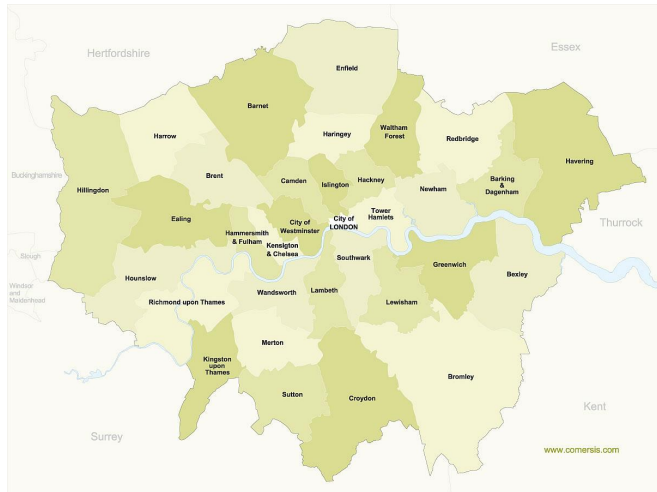 Hertfordshire
Essex
Enfield
Barnet
Harrow
Haringey
Waltham
Forest
Redbridge
Havering
Buckinghamshire
Hillingdon
Brent
Camden
Islington
Hackney
Newham
Barking
&
Dagenham
Thurrock
Ealing
Hammersmith
& Fulham
City of
Westminster
Kensigton
& Chelsea
City of
LONDON
Tower
Hamlets
Slough
Windsor
and
Maidenhead
Hounslow
Southwark
Greenwich
Bexley
Richmond upon Thames
Wandsworth
Lambeth
Lewisham
Merton
Kingston
upon
Thames
Sutton
Croydon
Bromley
Kent
Surrey
www.comersis.com